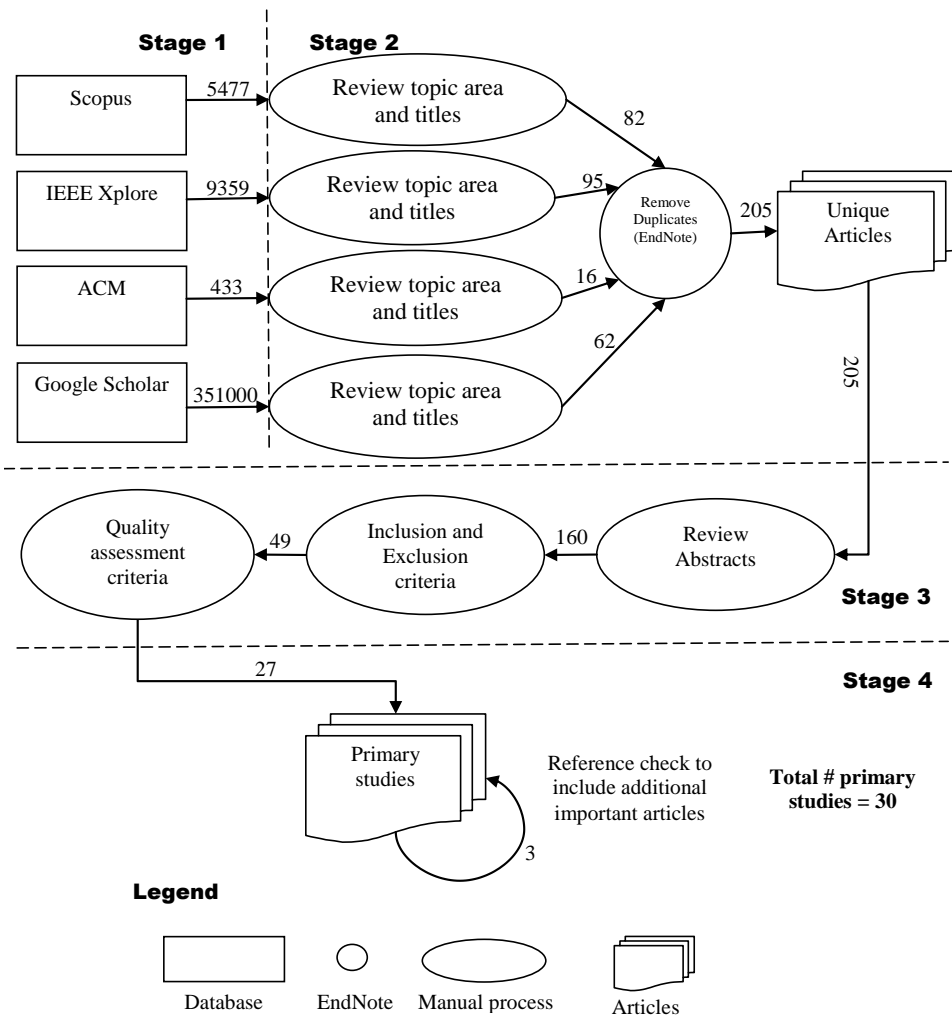 Stage 1
Stage 2
Scopus
5477
Review topic area
and titles
82
IEEE Xplore
9359
Review topic area
and titles
95
Remove
Duplicates
(EndNote)
205
Unique
Articles
ACM
433
Review topic area
and titles
16
Google Scholar
351000
Review topic area
and titles
62
205
Quality
assessment
criteria
49
Inclusion and
Exclusion
criteria
160
Review
Abstracts
Stage 3
27
Stage 4
Primary
studies
Reference check to
include additional
important articles
Total # primary
studies = 30
3
Legend
Database
EndNote
Manual process
Articles